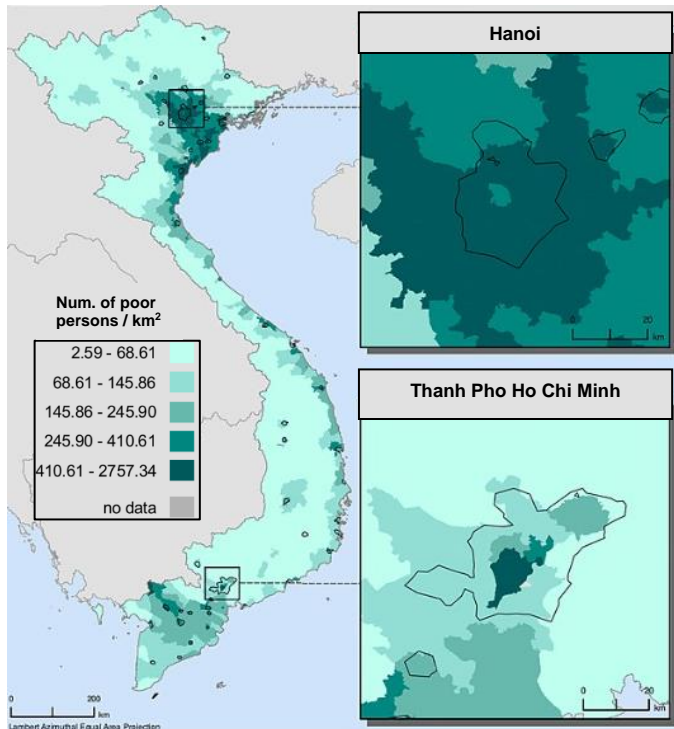 Hanoi
0 20
km
Num. of poor
persons / km²
2.59 - 68.61
68.61 - 145.86
145.86 - 245.90
245.90 - 410.61
410.61 - 2757.34
no data
Thanh Pho Ho Chi Minh
0 20
km
0 200
km
Lambert Azimuthal Equal Area Projection